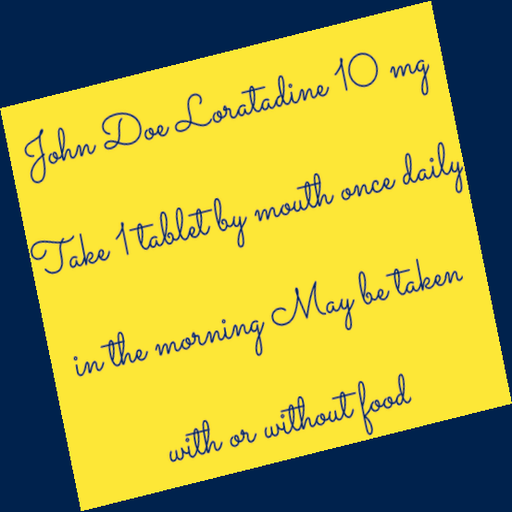 John Doe Loratadine 10 mg
Take 1 tablet by mouth once daily
in the morning May be taken
with or without food